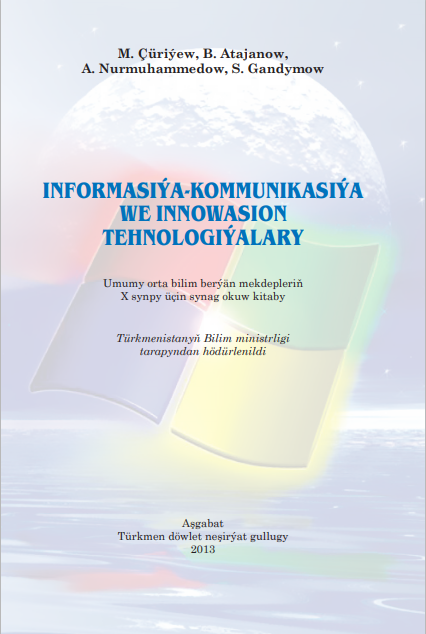 M. Çüriýew, B. Atajanow,
A. Nurmuhammedow, S. Gandymow
INFORMASIÝA-KOMMUNIKASIÝA
WE INNOWASION
TEHNOLOGIÝALARY
Umumy orta bilim berýän mekdepleriň
X synpy üçin synag okuw kitaby
Türkmenistanyň Bilim ministrligi
tarapyndan hödürlenildi
Aşgabat
Türkmen döwlet neşirýat gullugy
2013